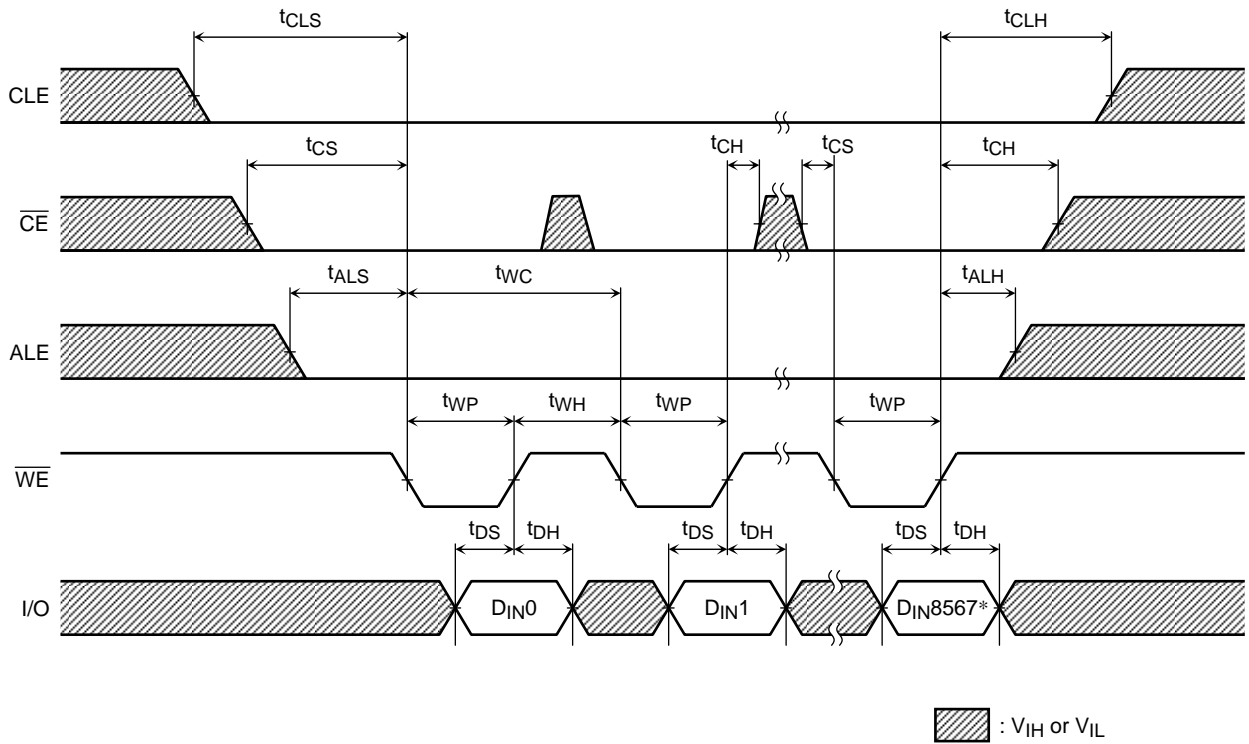 tCLS
tCLH
CLE
tCS
tCH
tCS
tCH
CE
tALS
tWC
tALH
ALE
tWP
tWH
tWP
tWP
WE
tDS
tDH
tDS
tDH
tDS
tDH
I/O
DIN0
DIN1
DIN8567*
: VIH or VIL